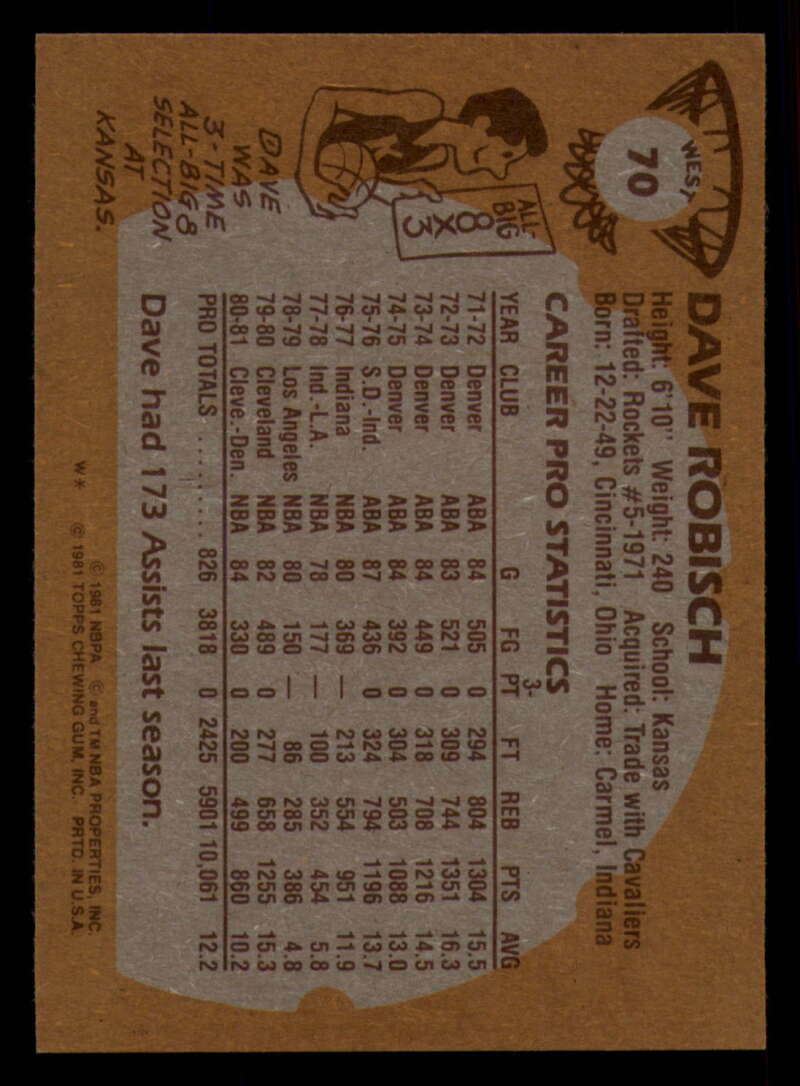 WEST
70
DAVE ROBISCH
Height: 6'10" Weight: 240 School: Kansas
Drafted: Rockets #5-1971 Acquired: Trade with Cavaliers
Born: 12-22-49, Cincinnati, Ohio Home: Carmel, Indiana
ALL-
BIG
8
X
3
DAVE
WAS
3-TIME
ALL-BIG 8
SELECTION
AT
KANSAS.
CAREER PRO STATISTICS
YEAR CLUB G FG 3-PT FT REB PTS AVG
71-72 Denver ABA 84 505 0 294 804 1304 15.5
72-73 Denver ABA 83 521 0 309 744 1351 16.3
73-74 Denver ABA 84 449 0 318 708 1216 14.5
74-75 Denver ABA 84 392 0 304 503 1088 13.0
75-76 S.D.-Ind. ABA 87 436 0 324 794 1196 13.7
76-77 Indiana NBA 80 369 — 213 554 951 11.9
77-78 Ind.-L.A. NBA 78 177 — 100 352 454 5.8
78-79 Los Angeles NBA 80 150 — 86 285 386 4.8
79-80 Cleveland NBA 82 489 0 277 658 1255 15.3
80-81 Cleve.-Den. NBA 84 330 0 200 499 860 10.2
PRO TOTALS .......... 826 3818 0 2425 5901 10,061 12.2
Dave had 173 Assists last season.
© 1981 NBPA © and TM NBA PROPERTIES, INC.
W* © 1981 TOPPS CHEWING GUM, INC. PRTD. IN U.S.A.